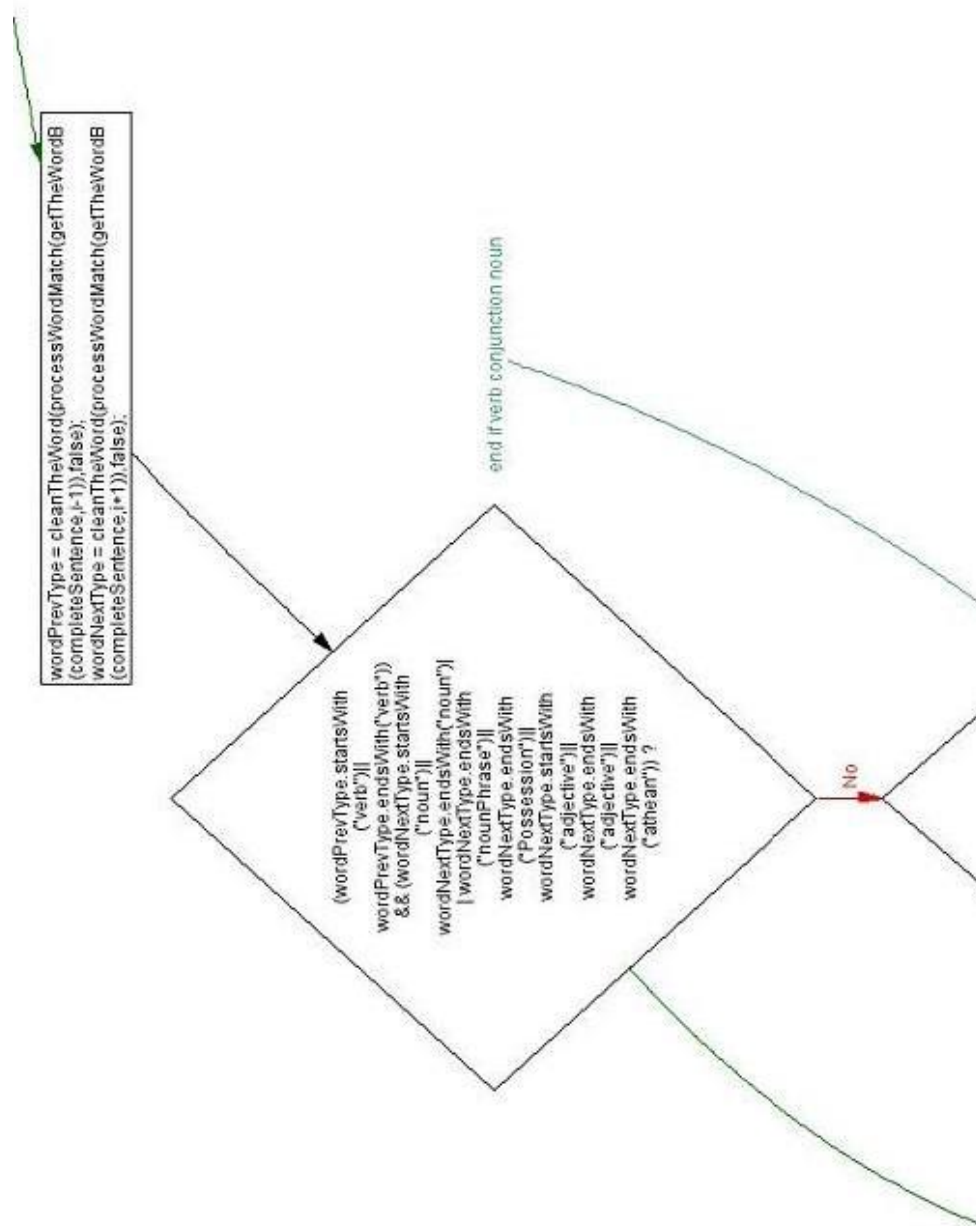 wordPrevType = cleanTheWord(processWordMatch(getTheWordB
(completeSentence,i-1)),false);
wordNextType = cleanTheWord(processWordMatch(getTheWordB
(completeSentence,i+1)),false);
end if verb conjunction noun
(wordPrevType.startsWith
("verb")||
wordPrevType.endsWith("verb"))
&& (wordNextType.startsWith
("noun")||
wordNextType.endsWith("noun")|
| wordNextType.endsWith
("nounPhrase")||
wordNextType.endsWith
("Possession")||
wordNextType.startsWith
("adjective")||
wordNextType.endsWith
("adjective")||
wordNextType.endsWith
("athean")) ?
No